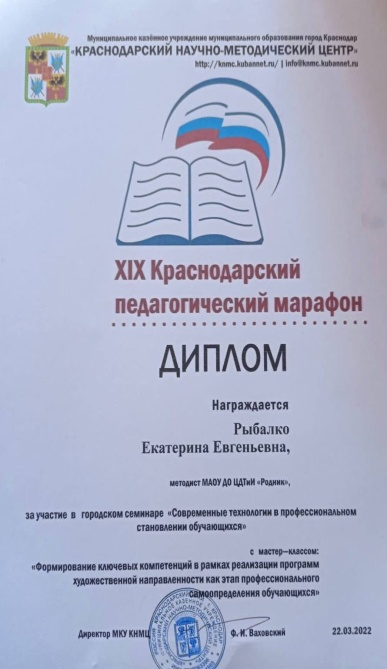 Муниципальное казённое учреждение муниципального образования город Краснодар
«КРАСНОДАРСКИЙ НАУЧНО-МЕТОДИЧЕСКИЙ ЦЕНТР»
http://knmc.kubannet.ru/ | info@knmc.kubannet.ru
XIX Краснодарский
педагогический марафон
ДИПЛОМ
Награждается
Рыбалко
Екатерина Евгеньевна,
методист МАОУ ДО ЦДТиИ «Родник»,
за участие в городском семинаре «Современные технологии в профессиональном
становлении обучающихся»
с мастер–классом:
«Формирование ключевых компетенций в рамках реализации программ
художественной направленности как этап профессионального
самоопределения обучающихся»
Директор МКУ КНМЦ Ф. И. Ваховский 22.03.2022